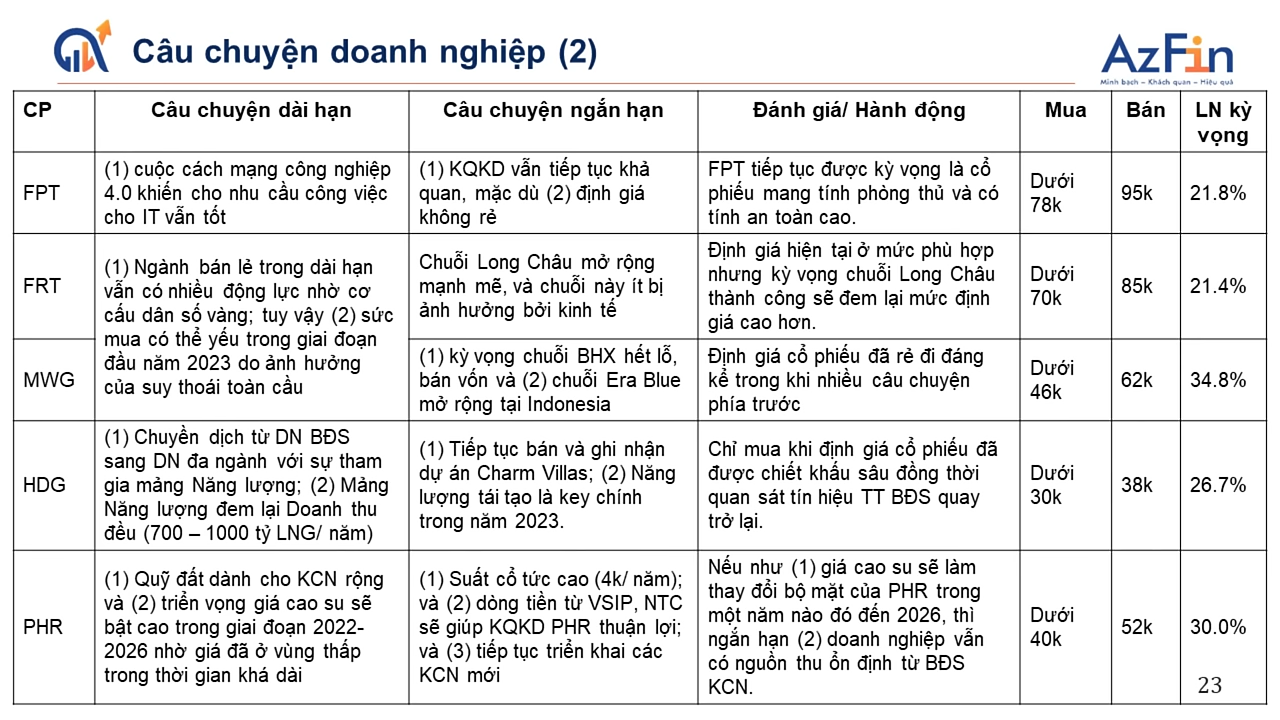 Câu chuyện doanh nghiệp (2)
AzFin
Minh bạch – Khách quan – Hiệu quả
CP
Câu chuyện dài hạn
Câu chuyện ngắn hạn
Đánh giá/ Hành động
Mua
Bán
LN kỳ
vọng
FPT
(1) cuộc cách mạng công nghiệp
4.0 khiến cho nhu cầu công việc
cho IT vẫn tốt
(1) KQKD vẫn tiếp tục khả
quan, mặc dù (2) định giá
không rẻ
FPT tiếp tục được kỳ vọng là cổ
phiếu mang tính phòng thủ và có
tính an toàn cao.
Dưới
78k
95k
21.8%
FRT
(1) Ngành bán lẻ trong dài hạn
vẫn có nhiều động lực nhờ cơ
cấu dân số vàng; tuy vậy (2) sức
mua có thể yếu trong giai đoạn
đầu năm 2023 do ảnh hưởng
của suy thoái toàn cầu
Chuỗi Long Châu mở rộng
mạnh mẽ, và chuỗi này ít bị
ảnh hưởng bởi kinh tế
Định giá hiện tại ở mức phù hợp
nhưng kỳ vọng chuỗi Long Châu
thành công sẽ đem lại mức định
giá cao hơn.
Dưới
70k
85k
21.4%
MWG
(1) kỳ vọng chuỗi BHX hết lỗ,
bán vốn và (2) chuỗi Era Blue
mở rộng tại Indonesia
Định giá cổ phiếu đã rẻ đi đáng
kể trong khi nhiều câu chuyện
phía trước
Dưới
46k
62k
34.8%
HDG
(1) Chuyền dịch từ DN BĐS
sang DN đa ngành với sự tham
gia mảng Năng lượng; (2) Mảng
Năng lượng đem lại Doanh thu
đều (700 – 1000 tỷ LNG/ năm)
(1) Tiếp tục bán và ghi nhận
dự án Charm Villas; (2) Năng
lượng tái tạo là key chính
trong năm 2023.
Chỉ mua khi định giá cổ phiếu đã
được chiết khấu sâu đồng thời
quan sát tín hiệu TT BĐS quay
trở lại.
Dưới
30k
38k
26.7%
PHR
(1) Quỹ đất dành cho KCN rộng
và (2) triển vọng giá cao su sẽ
bật cao trong giai đoạn 2022-
2026 nhờ giá đã ở vùng thấp
trong thời gian khá dài
(1) Suất cổ tức cao (4k/ năm);
và (2) dòng tiền từ VSIP, NTC
sẽ giúp KQKD PHR thuận lợi;
và (3) tiếp tục triển khai các
KCN mới
Nếu như (1) giá cao su sẽ làm
thay đổi bộ mặt của PHR trong
một năm nào đó đến 2026, thì
ngắn hạn (2) doanh nghiệp vẫn
có nguồn thu ổn định từ BĐS
KCN.
Dưới
40k
52k
30.0%
23